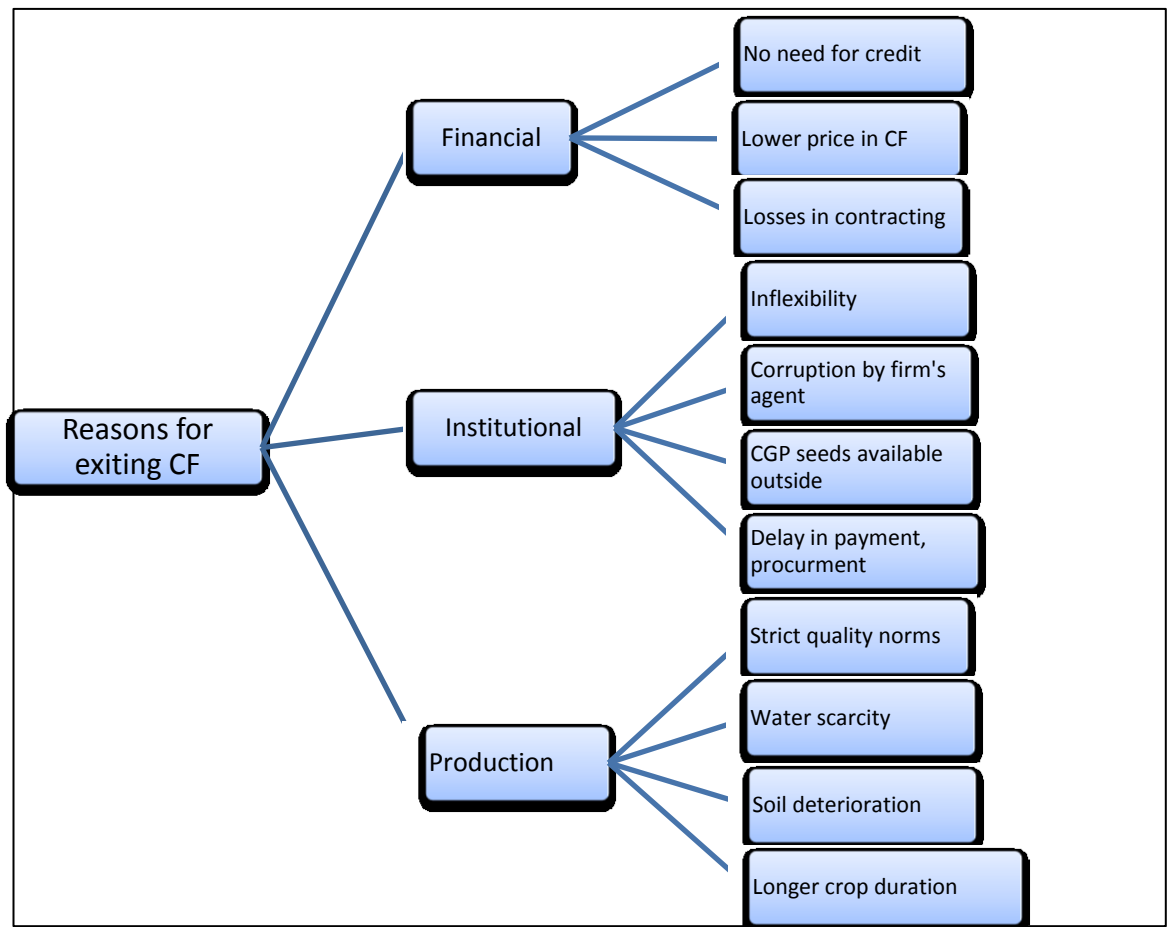 Reasons for
exiting CF
Financial
No need for credit
Lower price in CF
Losses in contracting
Institutional
Inflexibility
Corruption by firm's
agent
CGP seeds available
outside
Delay in payment,
procurment
Production
Strict quality norms
Water scarcity
Soil deterioration
Longer crop duration